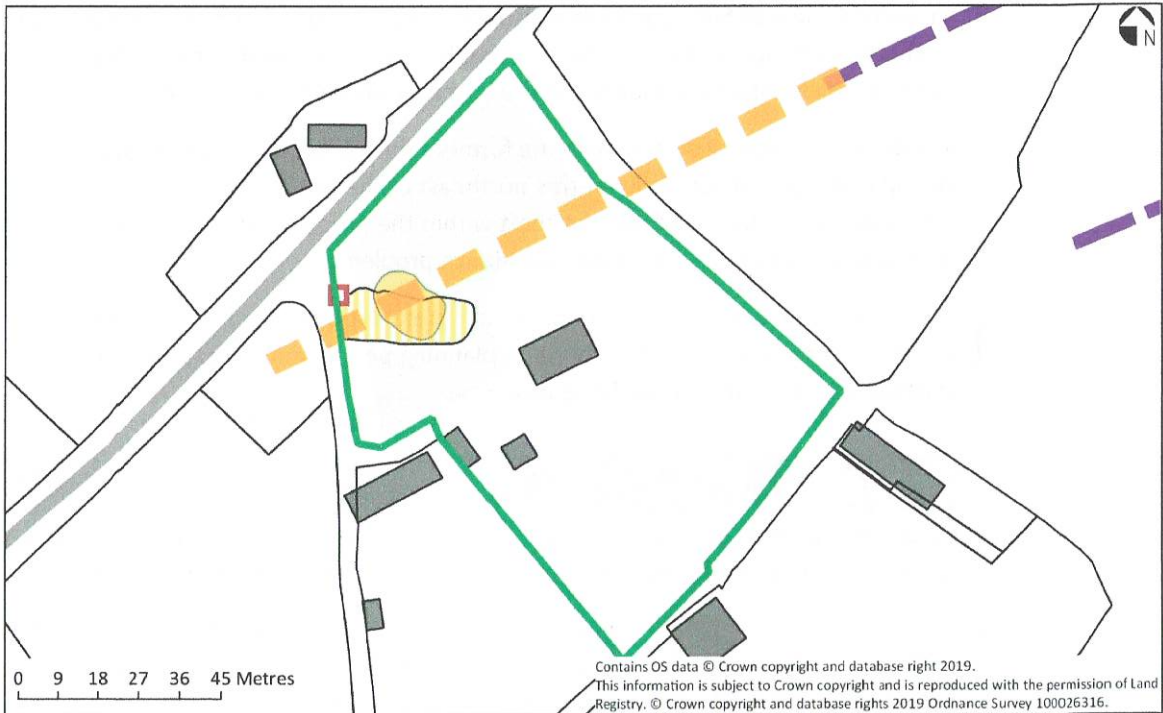 N
0 9 18 27 36 45 Metres
Contains OS data © Crown copyright and database right 2019.
This information is subject to Crown copyright and is reproduced with the permission of Land
Registry. © Crown copyright and database rights 2019 Ordnance Survey 100026316.